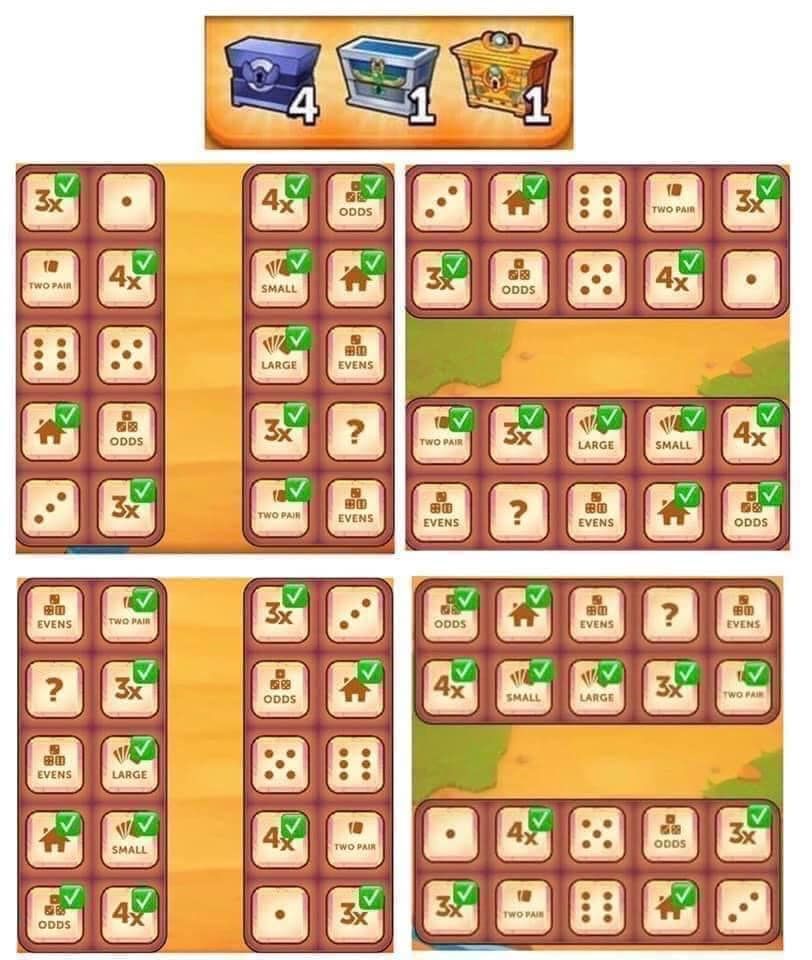 4 1 1
3x
TWO PAIR 4x
ODDS
3x
4x ODDS
SMALL
LARGE EVENS
3x ?
TWO PAIR EVENS
TWO PAIR 3x
3x ODDS 4x
TWO PAIR 3x LARGE SMALL 4x
EVENS ? EVENS ODDS
EVENS TWO PAIR
? 3x
EVENS LARGE
SMALL
ODDS 4x
3x
ODDS
4x TWO PAIR
3x
ODDS EVENS ? EVENS
4x SMALL LARGE 3x TWO PAIR
4x ODDS 3x
3x TWO PAIR